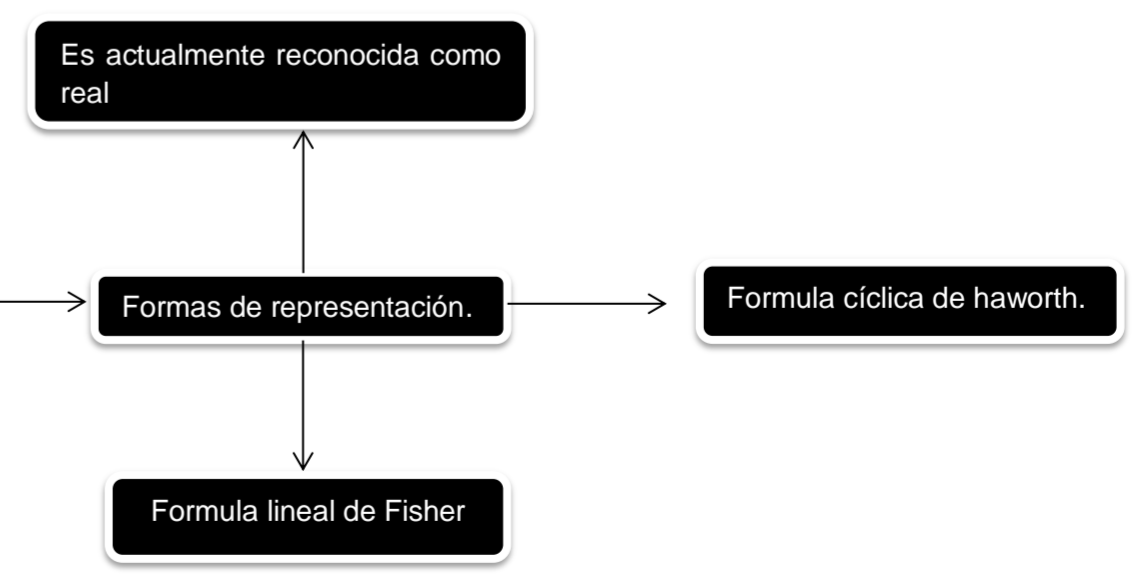 Es actualmente reconocida como
real
Formas de representación.
Formula cíclica de haworth.
Formula lineal de Fisher